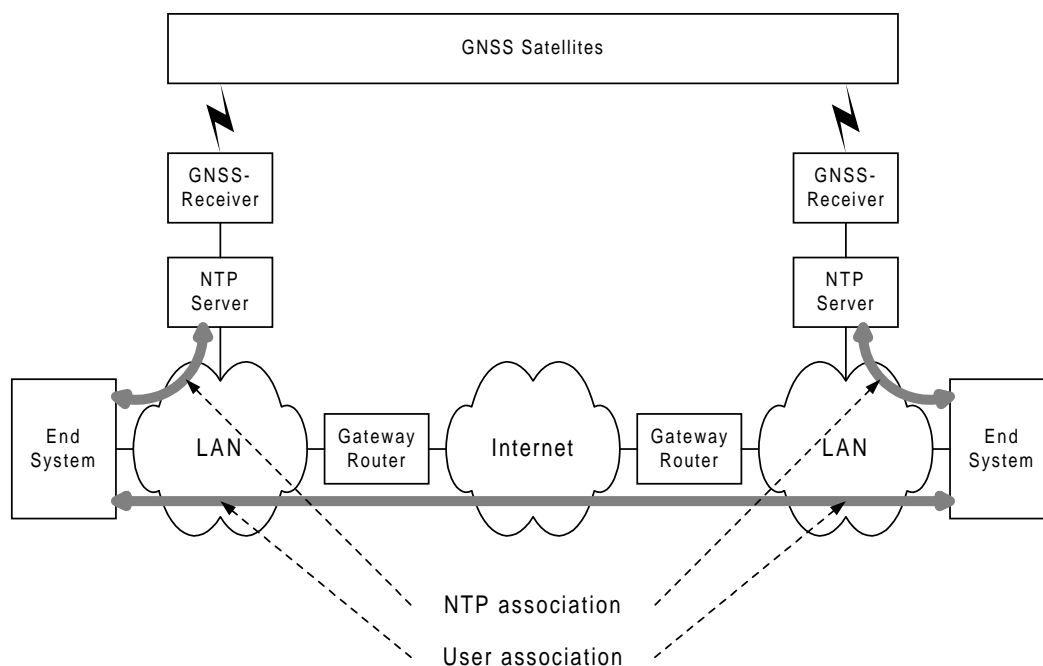 GNSS Satellites
GNSS-
Receiver
GNSS-
Receiver
NTP
Server
NTP
Server
End
System
LAN
Gateway
Router
Internet
Gateway
Router
LAN
End
System
NTP association
User association